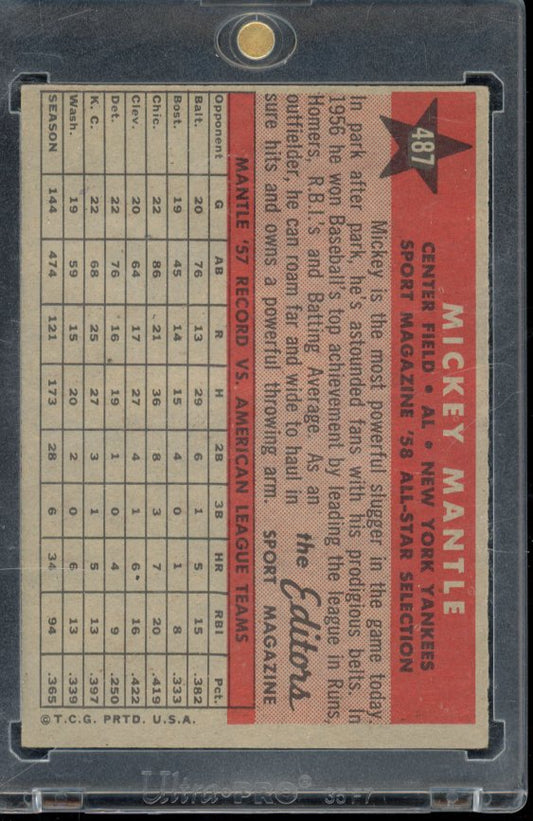 487
MICKEY MANTLE
CENTER FIELD • AL • NEW YORK YANKEES
SPORT MAGAZINE '58 ALL-STAR SELECTION
Mickey is the most powerful slugger in the game today.
In park after park, he's astounded fans with his prodigious belts. In
1956 he won Baseball's top achievement by leading the league in Runs,
Homers, R.B.I.'s and Batting Average. As an
outfielder, he can roam far and wide to haul in
sure hits and owns a powerful throwing arm.
the Editors
SPORT MAGAZINE
MANTLE '57 RECORD VS. AMERICAN LEAGUE TEAMS
Opponent G AB R H 2B 3B HR RBI Pct.
Balt. 20 76 13 29 6 1 5 15 .382
Bost. 19 45 14 15 4 0 1 8 .333
Chic. 22 86 21 36 8 3 7 20 .419
Clev. 20 64 17 27 4 1 6 16 .422
Det. 22 76 16 19 1 0 4 9 .250
K. C. 22 68 25 27 3 1 5 13 .397
Wash. 19 59 15 20 2 0 6 13 .339
SEASON 144 474 121 173 28 6 34 94 .365
© T.C.G. PRTD. U.S.A.
Ultra•PRO®